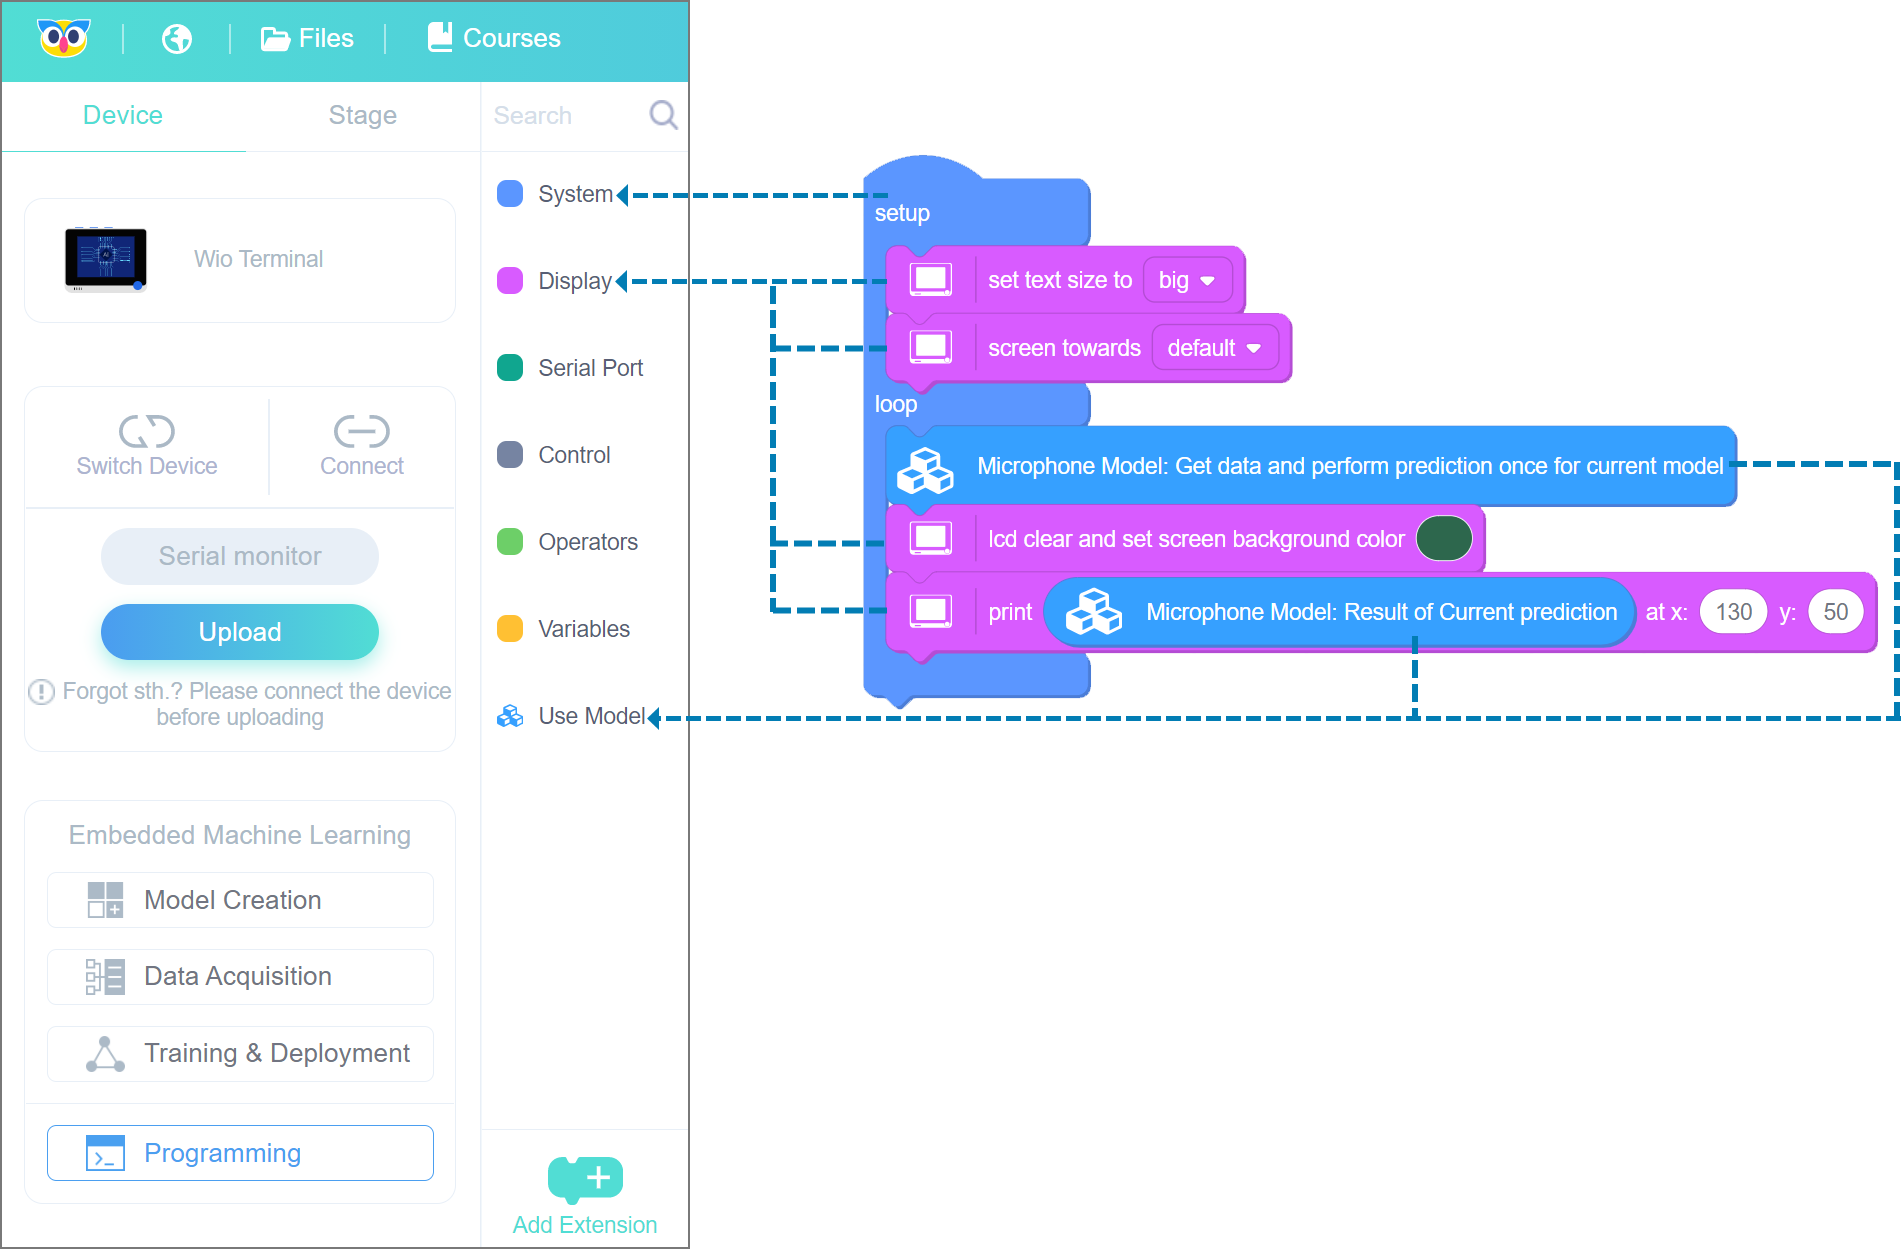 Files
Courses
Device
Stage
Search
Wio Terminal
Switch Device
Connect
Serial monitor
Upload
Forgot sth.? Please connect the device
before uploading
Embedded Machine Learning
Model Creation
Data Acquisition
Training & Deployment
Programming
System
Display
Serial Port
Control
Operators
Variables
Use Model
Add Extension
setup
set text size to big
screen towards default
loop
Microphone Model: Get data and perform prediction once for current model
lcd clear and set screen background color
print Microphone Model: Result of Current prediction at x: 130 y: 50